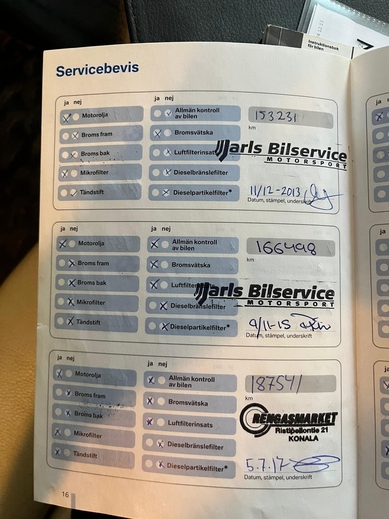 Instruktionsbok
för bilen
Servicebevis
ja nej
ja nej
Motorolja
Broms fram
Broms bak
Mikrofilter
Tändstift
Allmän kontroll
av bilen
Bromsvätska
Luftfilterinsats
Dieselbränslefilter
Dieselpartikelfilter*
153231
km
Jarls Bilservice
MOTORSPORT
11/12-2013
Datum, stämpel, underskrift
ja nej
ja nej
Motorolja
Broms fram
Broms bak
Mikrofilter
Tändstift
Allmän kontroll
av bilen
Bromsvätska
Dieselbränslefilter
Dieselpartikelfilter*
166498
km
Jarls Bilservice
MOTORSPORT
9/11-15
Datum, stämpel, underskrift
ja nej
ja nej
Motorolja
Broms fram
Broms bak
Mikrofilter
Tändstift
Allmän kontroll
av bilen
Bromsvätska
Luftfilterinsats
Dieselbränslefilter
Dieselpartikelfilter*
187541
km
RENGASMARKET
Ristipellontie 21
KONALA
5.7.17
Datum, stämpel, underskrift
16